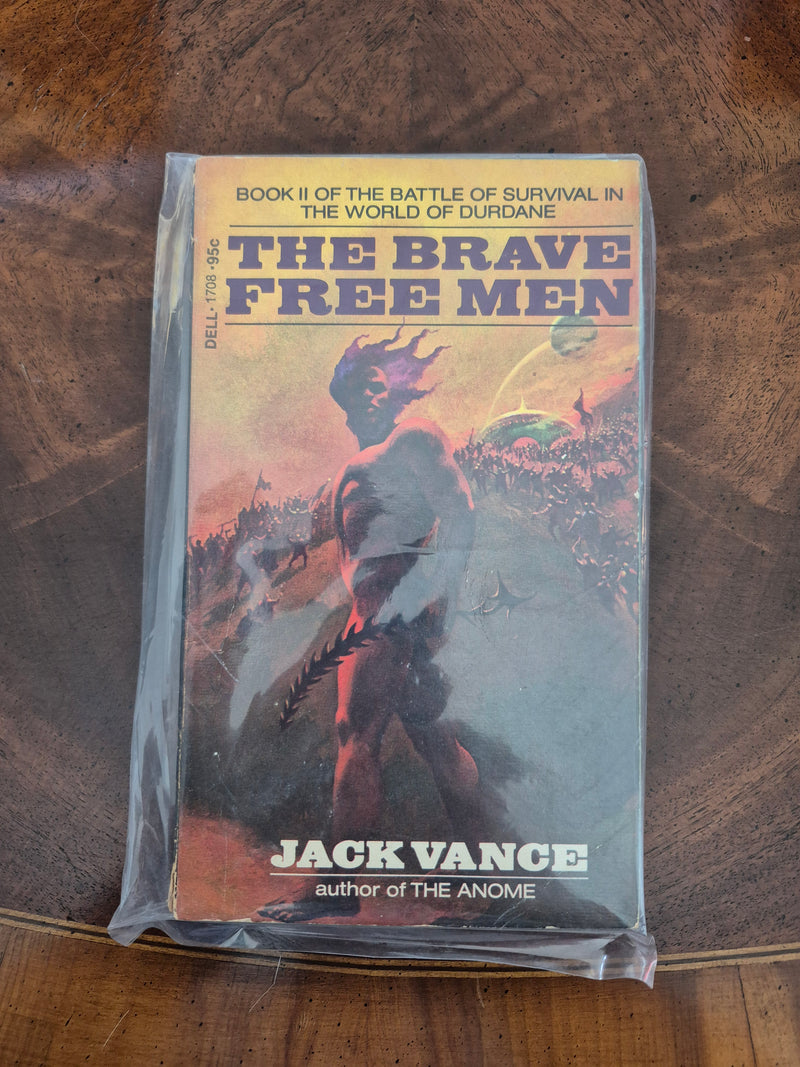 BOOK II OF THE BATTLE OF SURVIVAL IN
THE WORLD OF DURDANE
DELL • 1708 • 95c
THE BRAVE
FREE MEN
JACK VANCE
author of THE ANOME